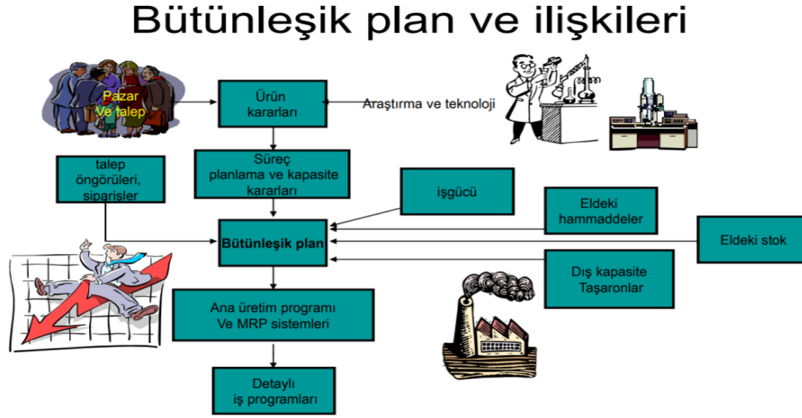 Bütünleşik plan ve ilişkileri
Pazar
Ve talep
Ürün
kararları
Araştırma ve teknoloji
talep
öngörüleri,
siparişler
Süreç
planlama ve kapasite
kararları
işgücü
Eldeki
hammaddeler
Eldeki stok
Bütünleşik plan
Dış kapasite
Taşaronlar
Ana üretim programı
Ve MRP sistemleri
Detaylı
iş programları